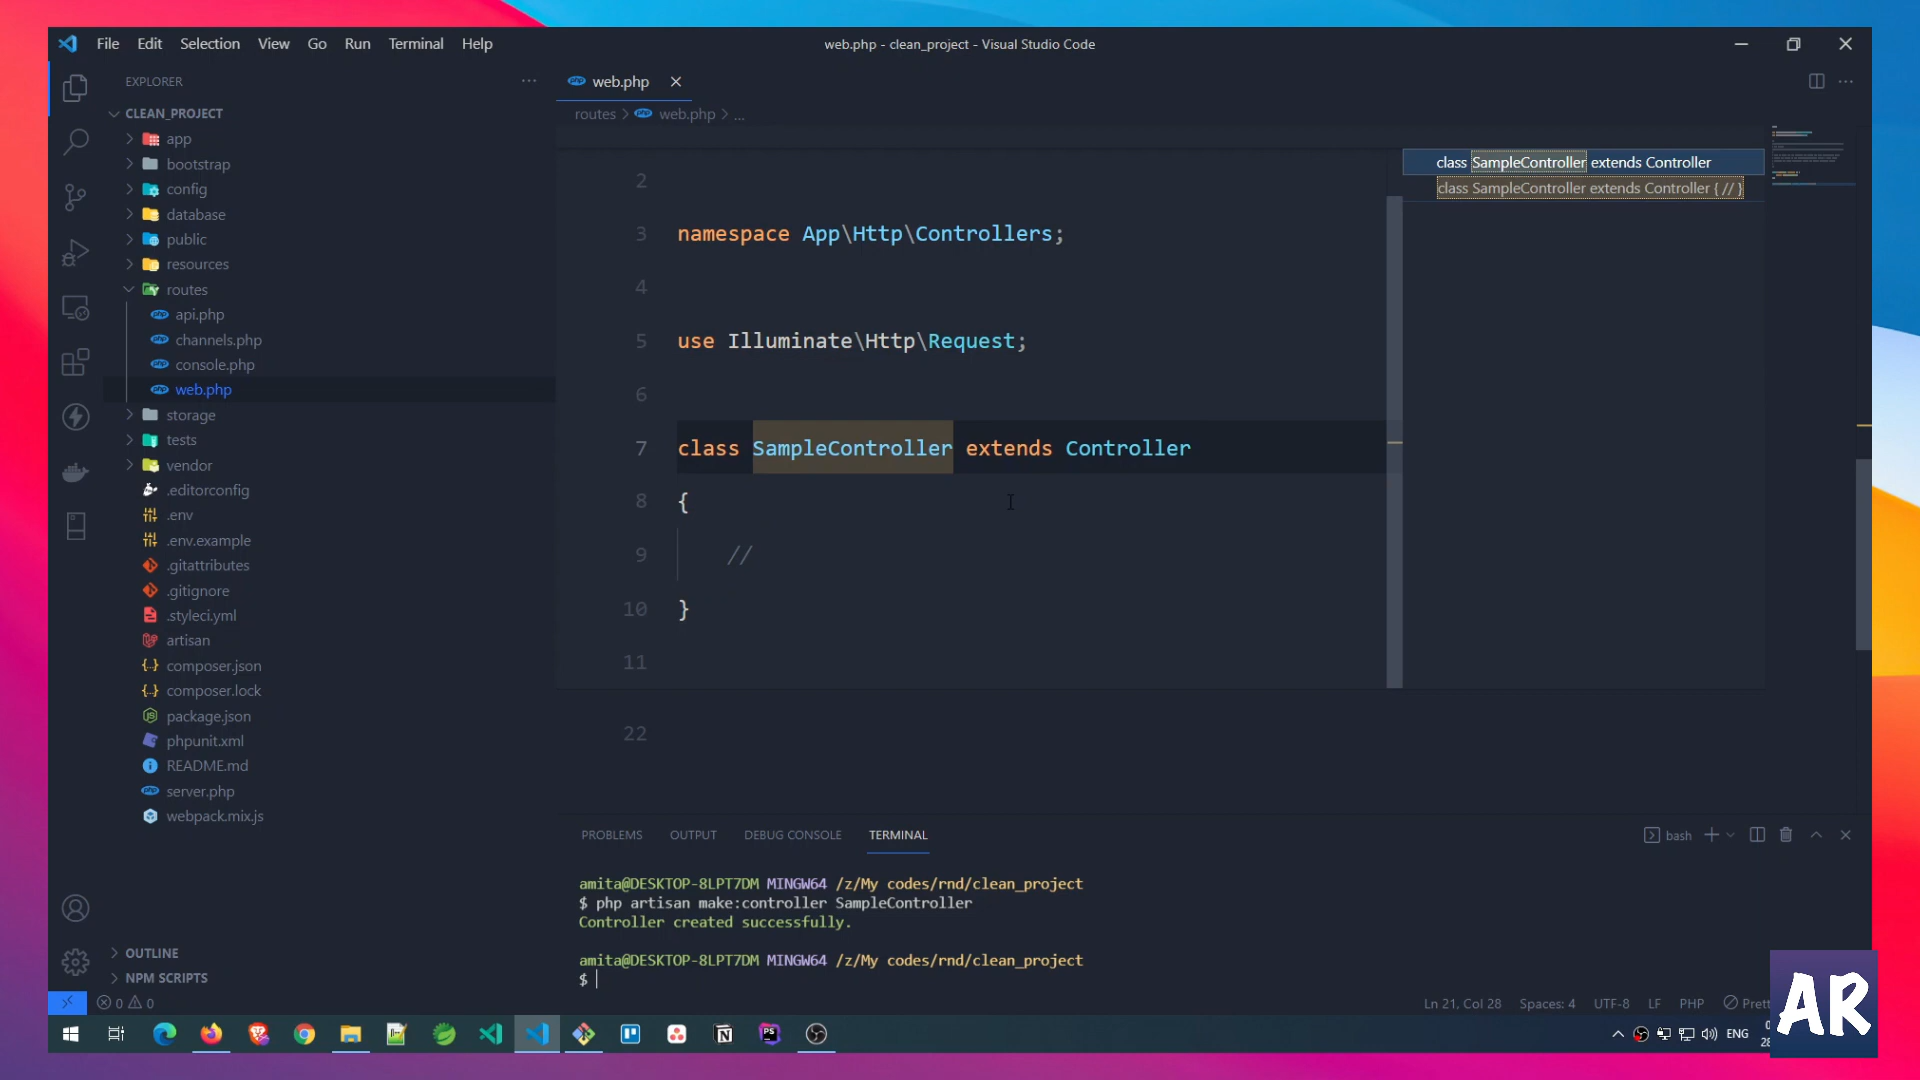 File Edit Selection View Go Run Terminal Help
web.php - clean_project - Visual Studio Code
EXPLORER
CLEAN_PROJECT
app
bootstrap
config
database
public
resources
routes
api.php
channels.php
console.php
web.php
storage
tests
vendor
.editorconfig
.env
.env.example
.gitattributes
.gitignore
.styleci.yml
artisan
composer.json
composer.lock
package.json
phpunit.xml
README.md
server.php
webpack.mix.js
OUTLINE
NPM SCRIPTS
web.php
routes > web.php > ...
2
3 namespace App\Http\Controllers;
4
5 use Illuminate\Http\Request;
6
7 class SampleController extends Controller
8 {
9 //
10 }
11
22
class SampleController extends Controller
class SampleController extends Controller { // }
PROBLEMS OUTPUT DEBUG CONSOLE TERMINAL
bash
amita@DESKTOP-8LPT7DM MINGW64 /z/My codes/rnd/clean_project
$ php artisan make:controller SampleController
Controller created successfully.
amita@DESKTOP-8LPT7DM MINGW64 /z/My codes/rnd/clean_project
$
0 0
Ln 21, Col 28 Spaces: 4 UTF-8 LF PHP
ENG
AR